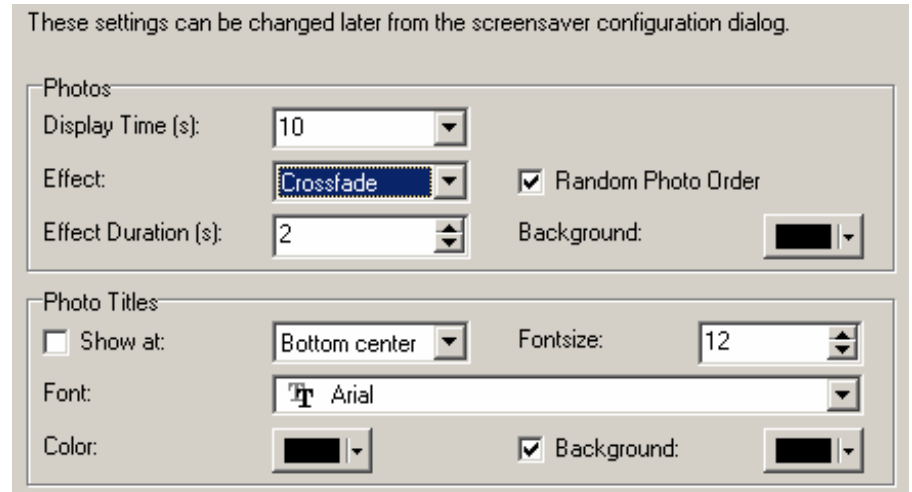 These settings can be changed later from the screensaver configuration dialog.
Photos
Display Time (s): 10
Effect: Crossfade Random Photo Order
Effect Duration (s): 2 Background:
Photo Titles
Show at: Bottom center Fontsize: 12
Font: Arial
Color: Background: